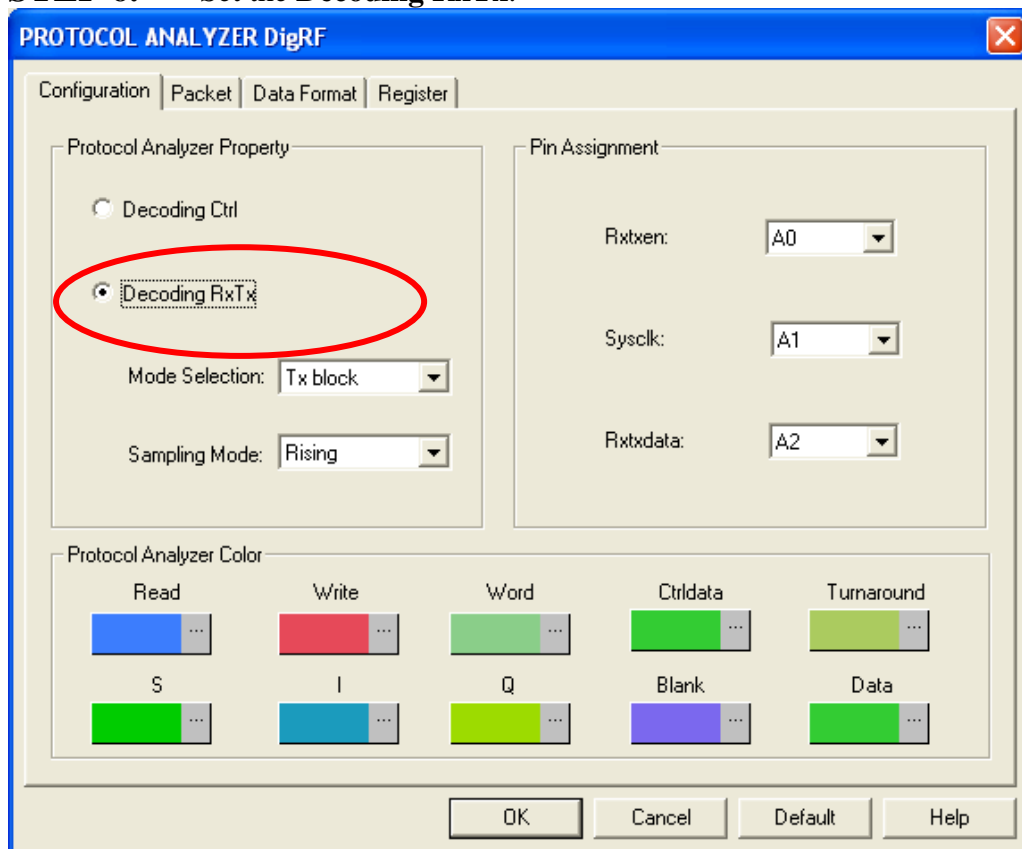 PROTOCOL ANALYZER DigRF
Configuration Packet Data Format Register
Protocol Analyzer Property
Decoding Ctrl
Decoding RxTx
Mode Selection: Tx block
Sampling Mode: Rising
Pin Assignment
Rxtxen: A0
Sysclk: A1
Rxtxdata: A2
Protocol Analyzer Color
Read Write Word Ctrldata Turnaround
... ... ... ... ...
S I Q Blank Data
... ... ... ... ...
OK Cancel Default Help